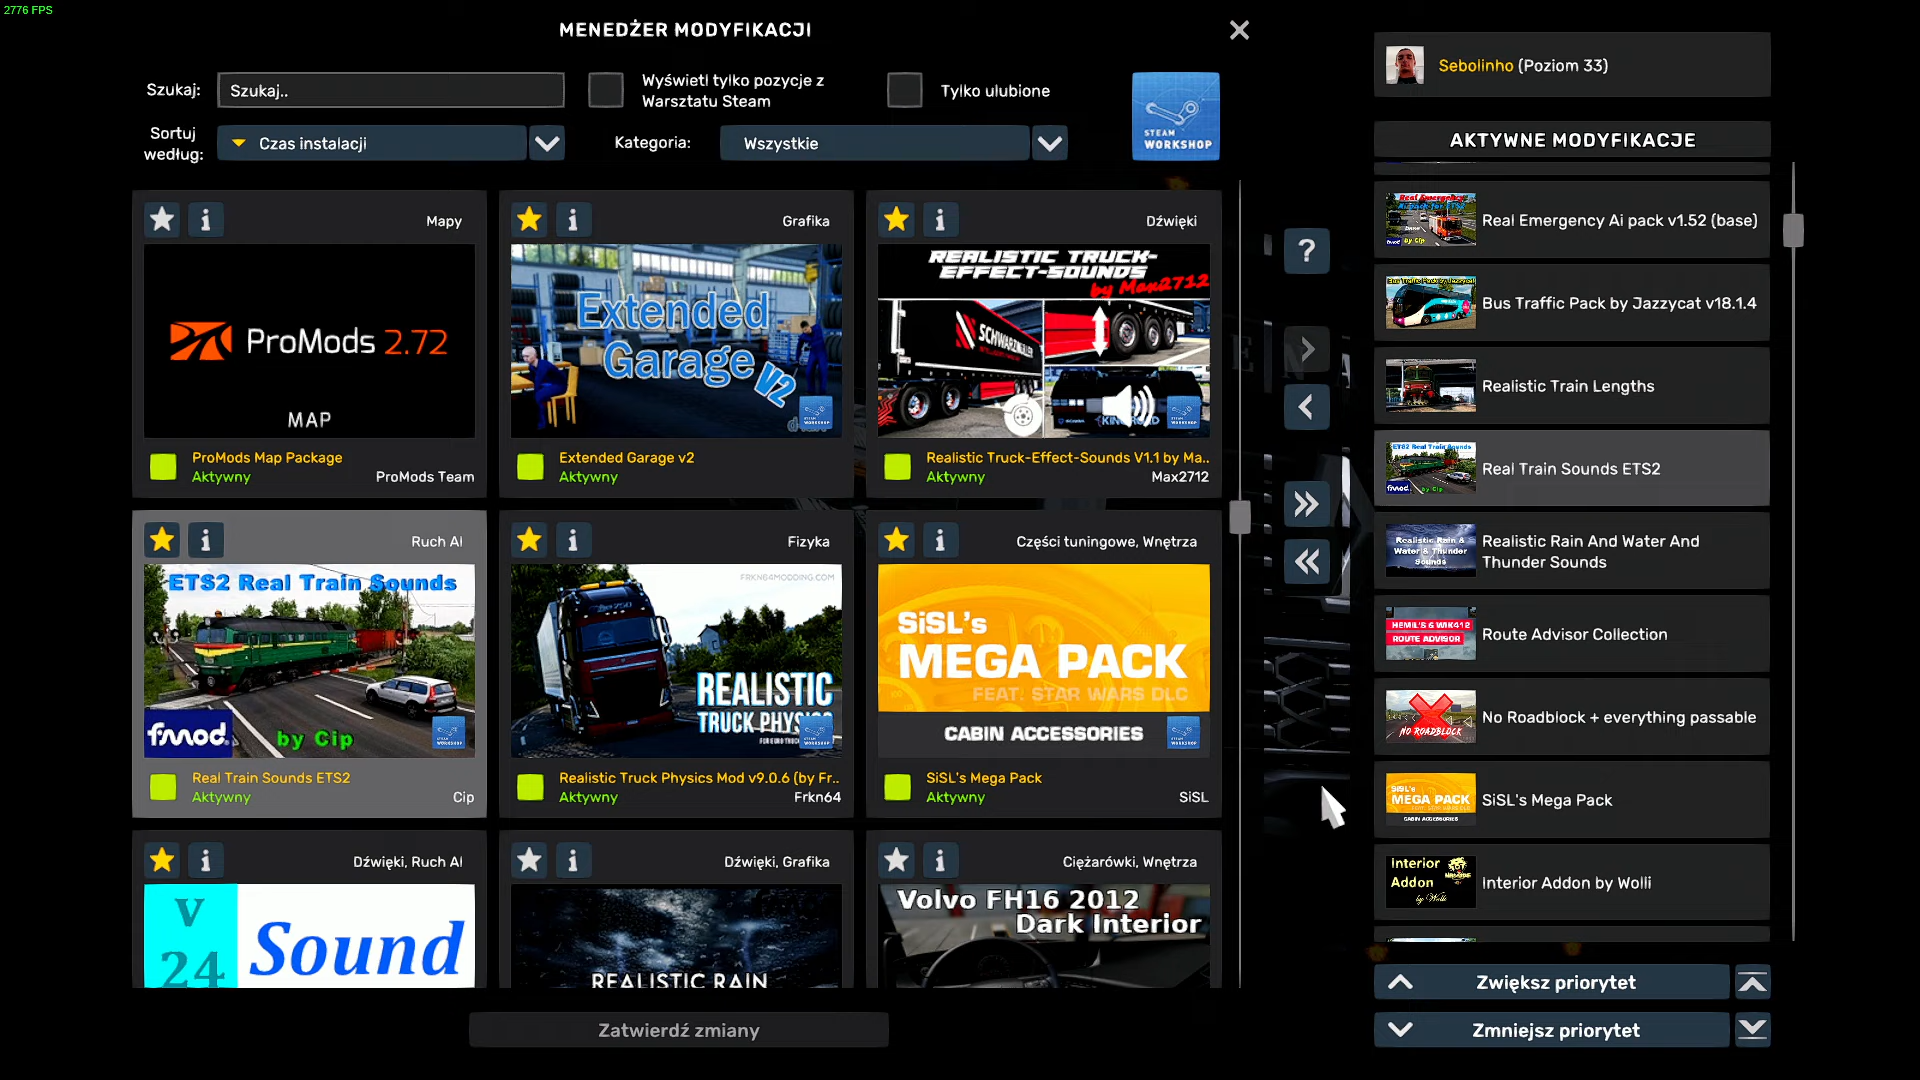 2776 FPS
MENEDŻER MODYFIKACJI
Szukaj:
Szukaj..
Wyświetl tylko pozycje z
Warsztatu Steam
Tylko ulubione
STEAM
WORKSHOP
Sortuj
według:
Czas instalacji
Kategoria:
Wszystkie
Mapy
ProMods 2.72
MAP
ProMods Map Package
Aktywny
ProMods Team
Grafika
Extended
Garage
V2
Extended Garage v2
Aktywny
Dźwięki
REALISTIC TRUCK-
EFFECT-SOUNDS
by Max2712
Realistic Truck-Effect-Sounds V1.1 by Ma..
Aktywny
Max2712
Ruch AI
ETS2 Real Train Sounds
fmod.
by Cip
Real Train Sounds ETS2
Aktywny
Cip
Fizyka
FRKN64MODDING.COM
REALISTIC
TRUCK PHYSICS
Realistic Truck Physics Mod v9.0.6 (by Fr..
Aktywny
Frkn64
Części tuningowe, Wnętrza
SiSL's
MEGA PACK
FEAT. STAR WARS DLC
CABIN ACCESSORIES
SiSL's Mega Pack
Aktywny
SiSL
Dźwięki, Ruch AI
V
24
Sound
Dźwięki, Grafika
REALISTIC RAIN
Ciężarówki, Wnętrza
Volvo FH16 2012
Dark Interior
Zatwierdź zmiany
Sebolinho (Poziom 33)
AKTYWNE MODYFIKACJE
Real Emergency Ai pack v1.52 (base)
Bus Traffic Pack by Jazzycat v18.1.4
Realistic Train Lengths
Real Train Sounds ETS2
Realistic Rain And Water And
Thunder Sounds
Route Advisor Collection
No Roadblock + everything passable
SiSL's Mega Pack
Interior Addon by Wolli
Zwiększ priorytet
Zmniejsz priorytet